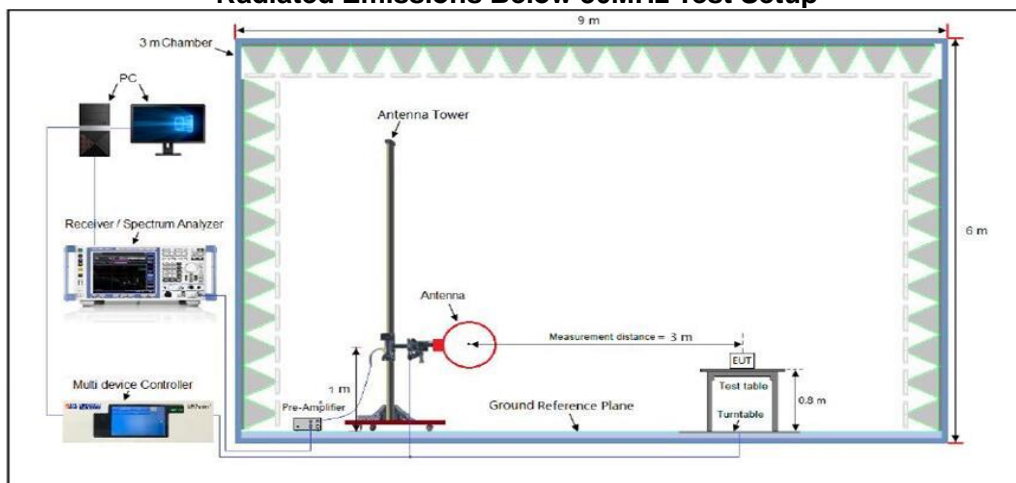 Radiated Emissions Below 30MHz Test Setup
9 m
3 m Chamber
PC
Antenna Tower
Receiver / Spectrum Analyzer
6 m
Antenna
Measurement distance = 3 m
EUT
1 m
Test table
Multi device Controller
0.8 m
Pre-Amplifier
Ground Reference Plane
Turntable